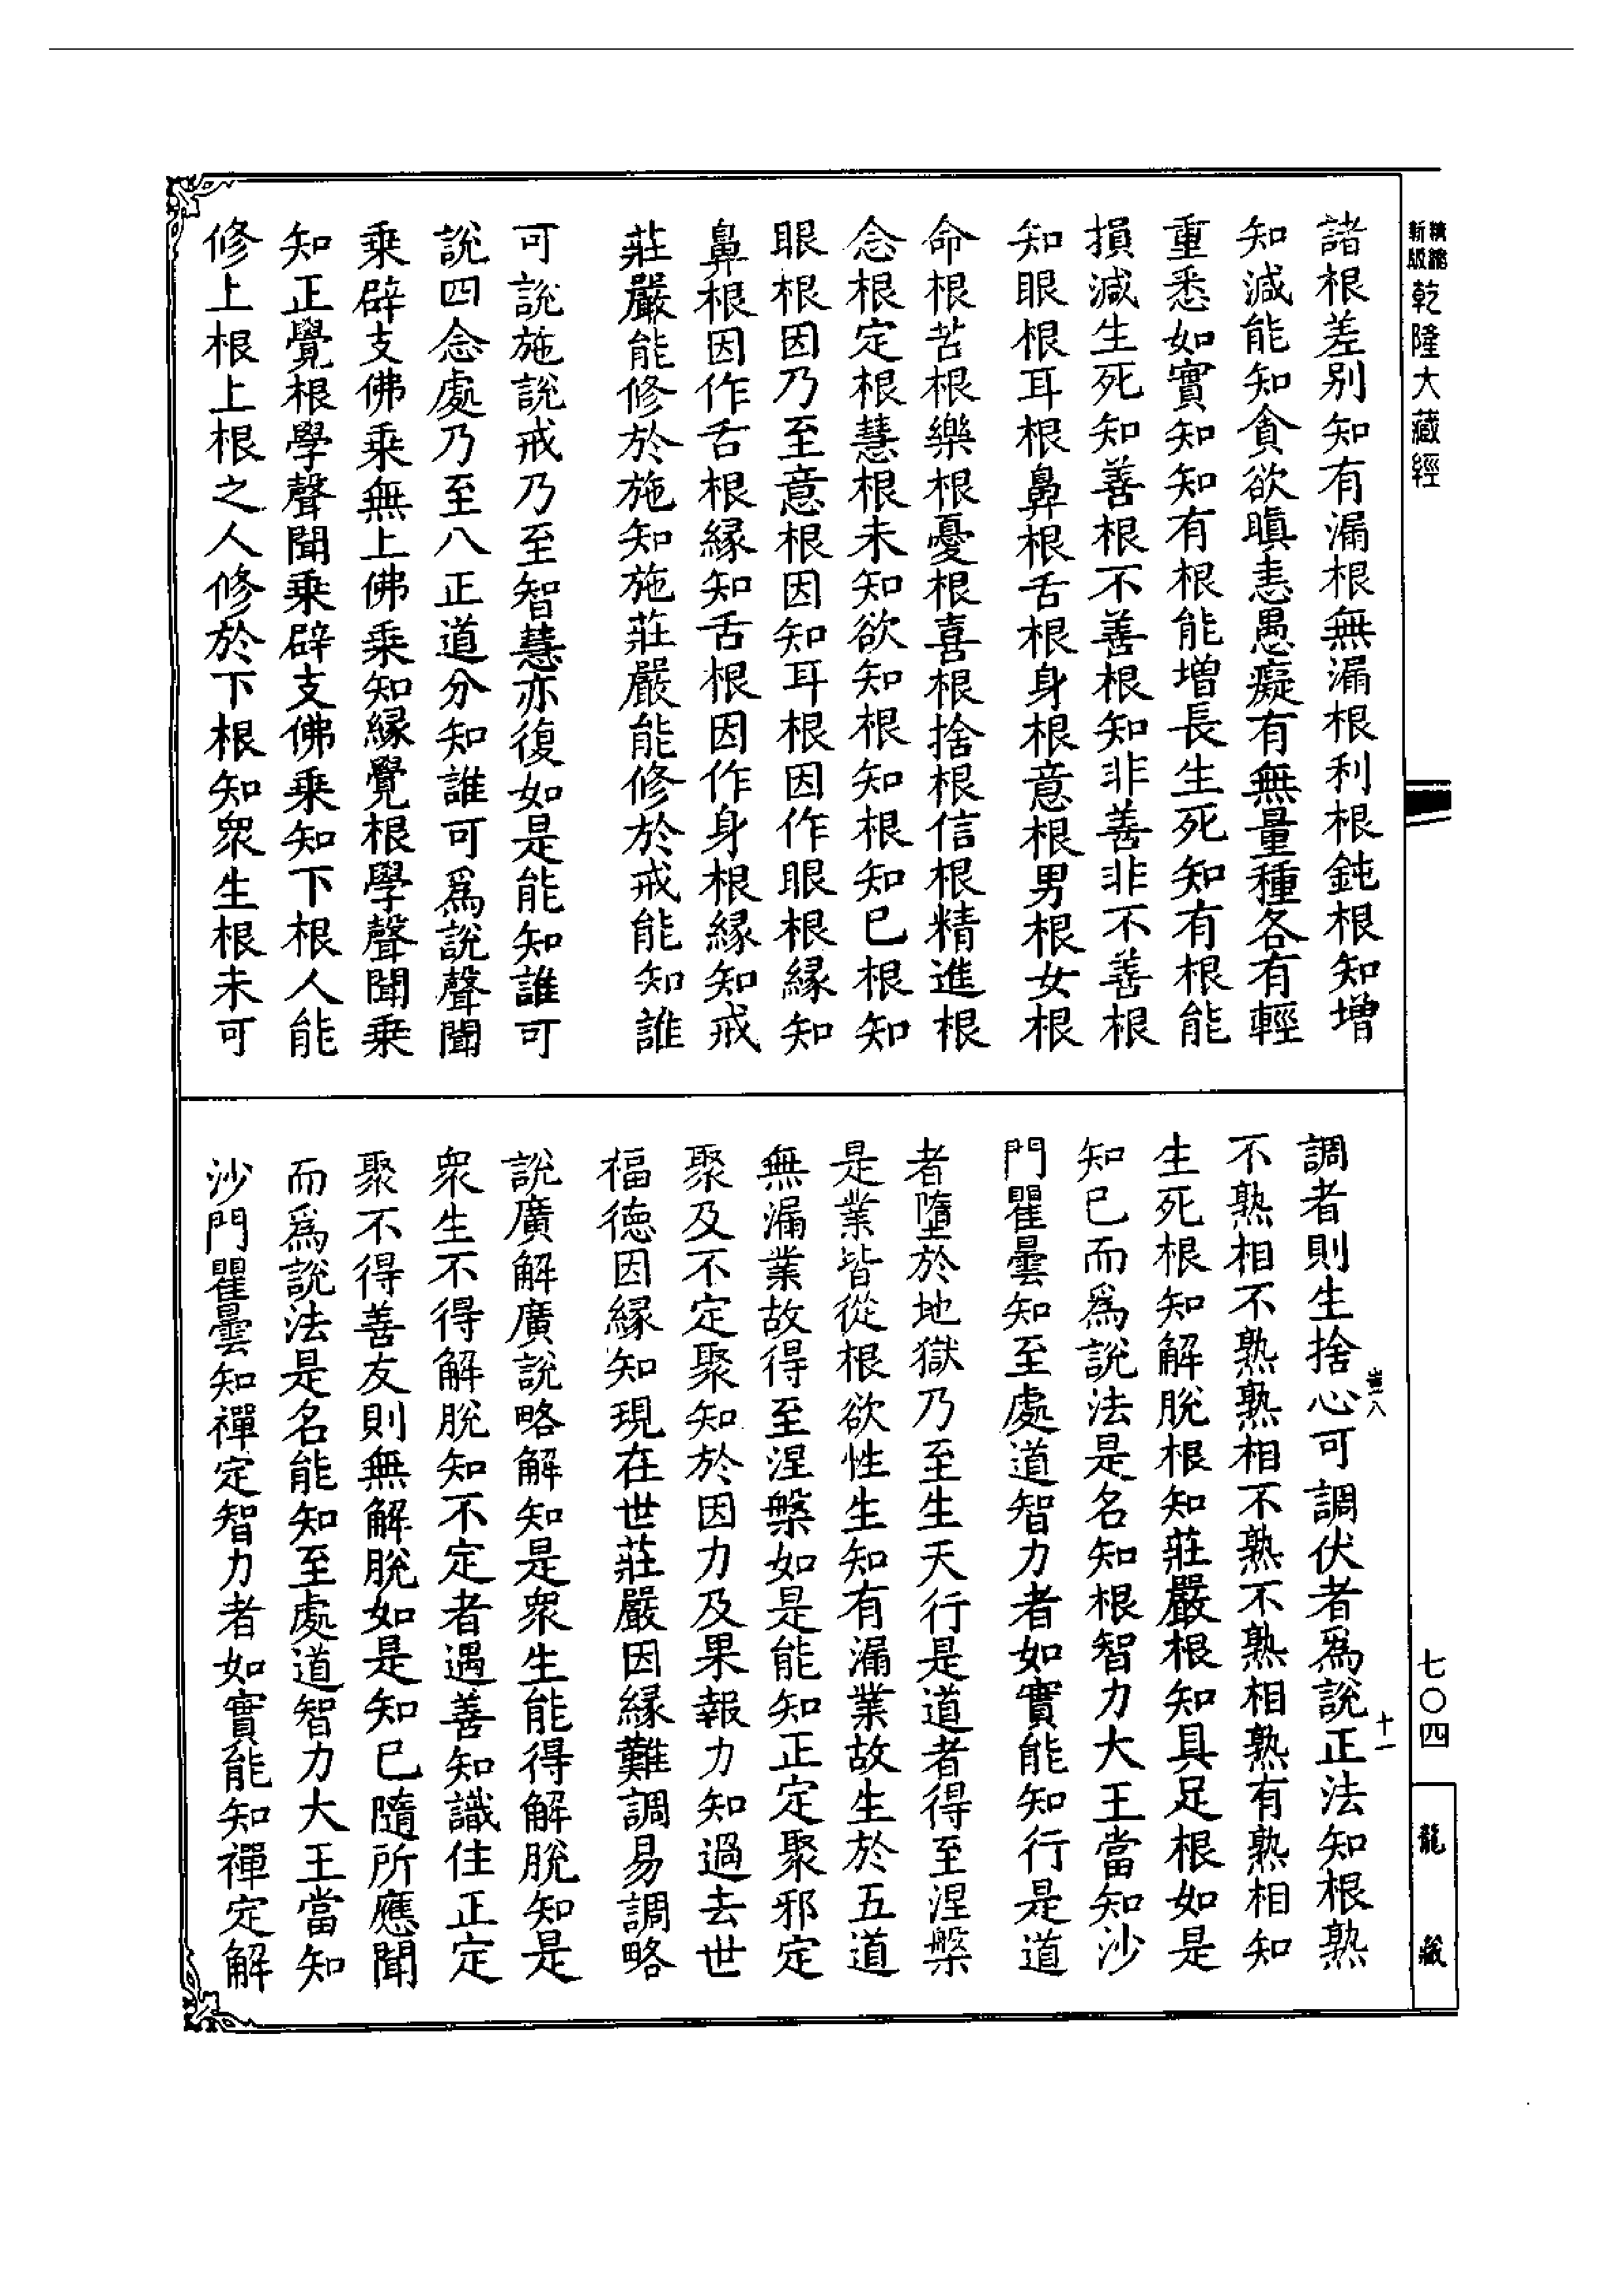 新版精縮乾隆大藏經
諸根差別知有漏根無漏根利根鈍根知增
知減能知貪欲瞋恚愚癡有無量種各有輕
重悉如實知知有根能增長生死知有根能
損減生死知善根不善根知非善非不善根
知眼根耳根鼻根舌根身根意根男根女根
命根苦根樂根憂根喜根捨根信根精進根
念根定根慧根未知欲知根知根知已根知
眼根因乃至意根因知耳根因作眼根緣知
鼻根因作舌根緣知舌根因作身根緣知戒
莊嚴能修於施知施莊嚴能修於戒能知誰
可說施說戒乃至智慧亦復如是能知誰可
說四念處乃至八正道分知誰可爲說聲聞
乘辟支佛乘無上佛乘知緣覺根學聲聞乘
知正覺根學聲聞乘辟支佛乘知下根人能
修上根上根之人修於下根知衆生根未可
調者則生捨心可調伏者爲說正法知根熟
不熟相不熟熟相不熟不熟相熟有熟相知
生死根知解脫根知莊嚴根知具足根如是
知已而爲說法是名知根智力大王當知沙
門瞿曇知至處道智力者如實能知行是道
者墮於地獄乃至生天行是道者得至涅槃
是業皆從根欲性生知有漏業故生於五道
無漏業故得至涅槃如是能知正定聚邪定
聚及不定聚知於因力及果報力知過去世
福德因緣知現在世莊嚴因緣難調易調略
說廣解廣說略解知是衆生能得解脫知是
衆生不得解脫知不定者遇善知識住正定
聚不得善友則無解脫如是知已隨所應聞
而爲說法是名能知至處道智力大王當知
沙門瞿曇知禪定智力者如實能知禪定解
十一
七〇四
龍藏